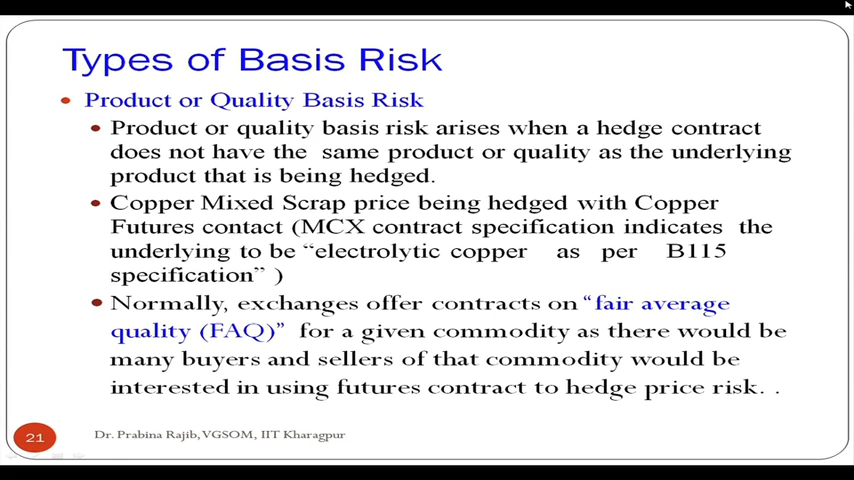 Types of Basis Risk
Product or Quality Basis Risk
Product or quality basis risk arises when a hedge contract
does not have the same product or quality as the underlying
product that is being hedged.
Copper Mixed Scrap price being hedged with Copper
Futures contact (MCX contract specification indicates the
underlying to be “electrolytic copper as per B115
specification” )
Normally, exchanges offer contracts on “fair average
quality (FAQ)” for a given commodity as there would be
many buyers and sellers of that commodity would be
interested in using futures contract to hedge price risk. .
21
Dr. Prabina Rajib, VGSOM, IIT Kharagpur